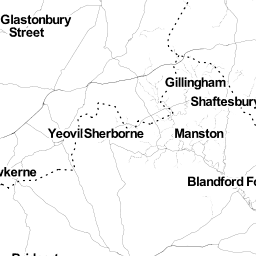 Glastonbury
Street
Gillingham
Shaftesbury
Yeovil
Sherborne
Manston
wkerne
Blandford Fo